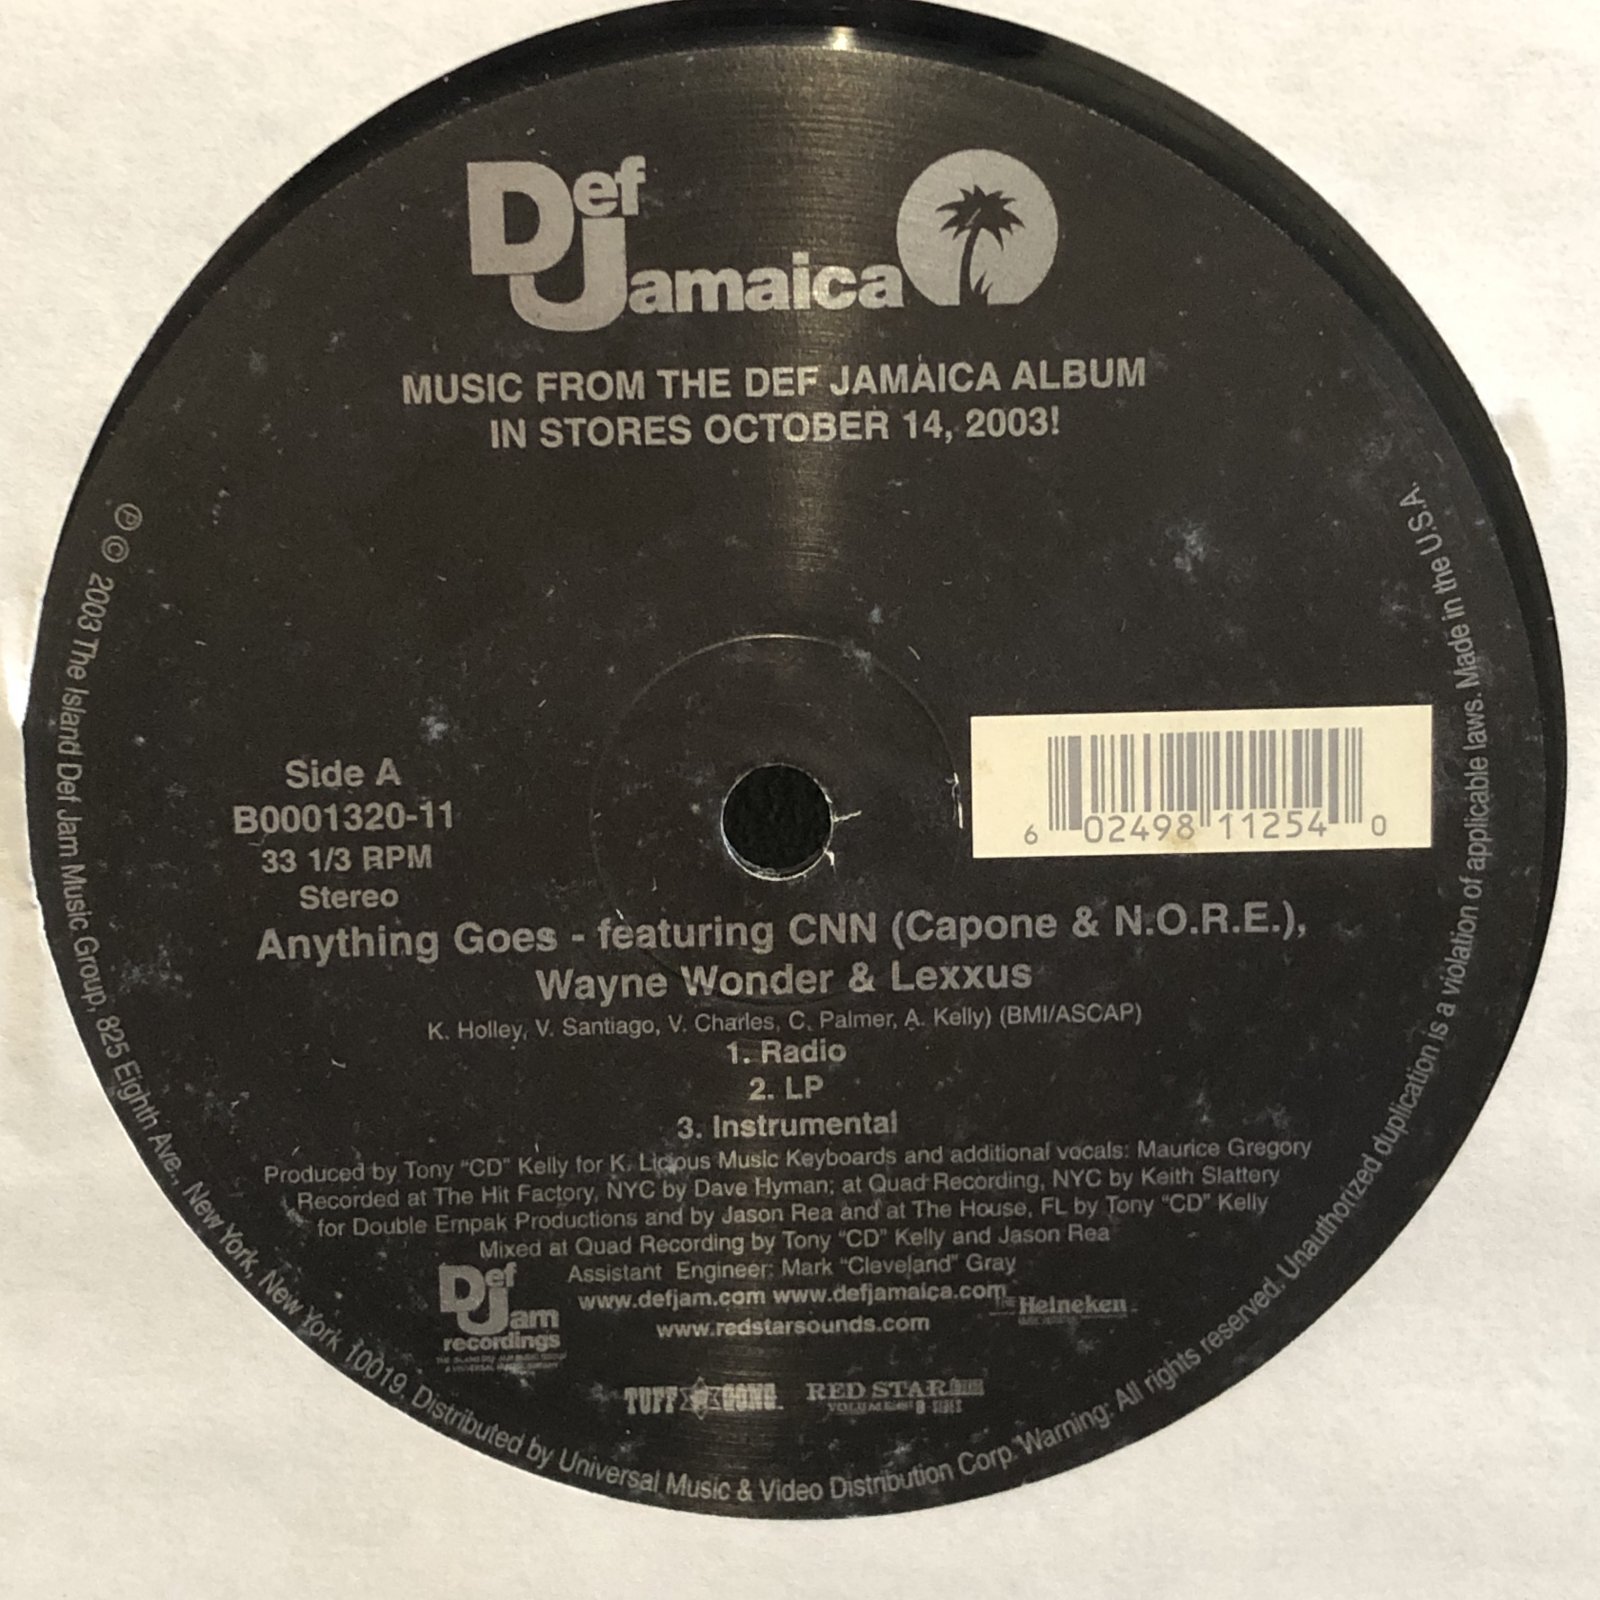 Def Jamaica
MUSIC FROM THE DEF JAMAICA ALBUM
IN STORES OCTOBER 14, 2003!
Side A
B0001320-11
33 1/3 RPM
Stereo
6 02498 11254 0
Anything Goes - featuring CNN (Capone & N.O.R.E.),
Wayne Wonder & Lexxus
K. Holley, V. Santiago, V. Charles, C. Palmer, A. Kelly) (BMI/ASCAP)
1. Radio
2. LP
3. Instrumental
Produced by Tony "CD" Kelly for K. Licious Music Keyboards and additional vocals: Maurice Gregory
Recorded at The Hit Factory, NYC by Dave Hyman; at Quad Recording, NYC by Keith Slattery
for Double Empak Productions and by Jason Rea and at The House, FL by Tony "CD" Kelly
Mixed at Quad Recording by Tony "CD" Kelly and Jason Rea
Assistant Engineer: Mark "Cleveland" Gray
www.defjam.com www.defjamaica.com
www.redstarsounds.com
Def Jam
recordings
Heineken
TUFF GONG
RED STAR
℗ © 2003 The Island Def Jam Music Group, 825 Eighth Ave., New York, New York 10019. Distributed by Universal Music & Video Distribution Corp. Warning: All rights reserved. Unauthorized duplication is a violation of applicable laws. Made in the U.S.A.